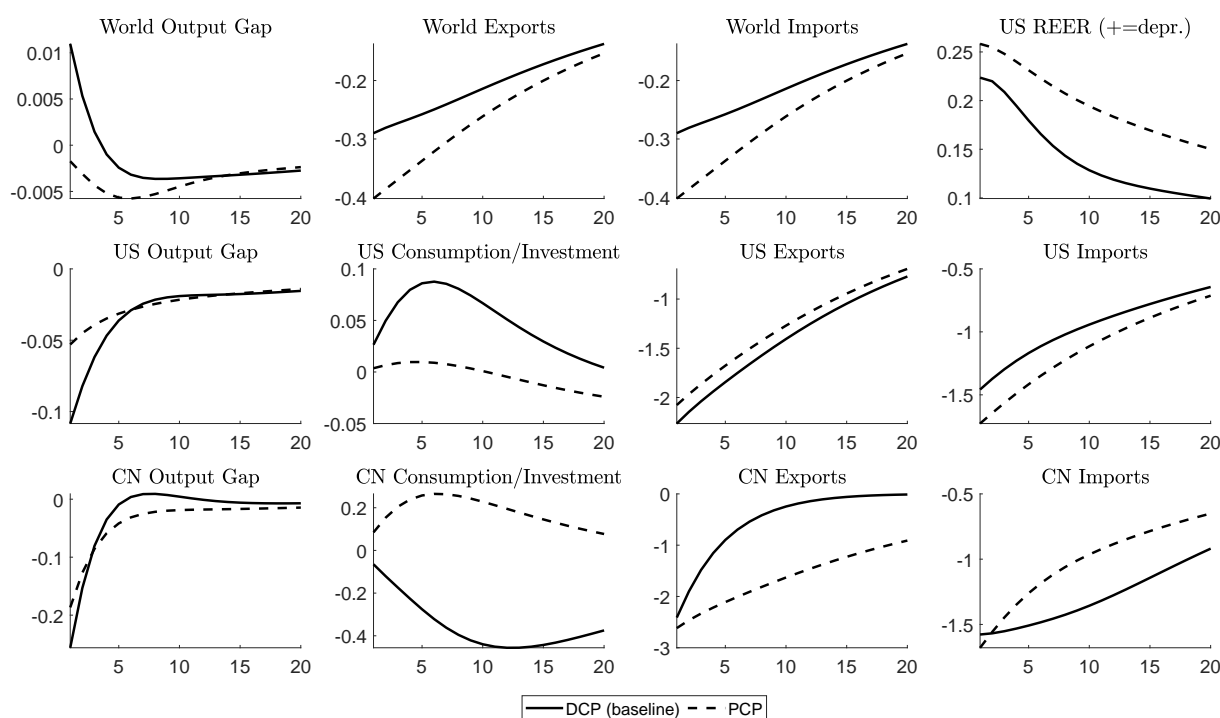 World Output Gap
0.01
0.005
0
-0.005
5 10 15 20
World Exports
-0.2
-0.3
-0.4
5 10 15 20
World Imports
-0.2
-0.3
-0.4
5 10 15 20
US REER (+=depr.)
0.25
0.2
0.15
0.1
5 10 15 20
US Output Gap
0
-0.05
-0.1
5 10 15 20
US Consumption/Investment
0.1
0.05
0
-0.05
5 10 15 20
US Exports
-1
-1.5
-2
5 10 15 20
US Imports
-0.5
-1
-1.5
5 10 15 20
CN Output Gap
0
-0.1
-0.2
5 10 15 20
CN Consumption/Investment
0.2
0
-0.2
-0.4
5 10 15 20
CN Exports
0
-1
-2
-3
5 10 15 20
CN Imports
-0.5
-1
-1.5
5 10 15 20
DCP (baseline) PCP